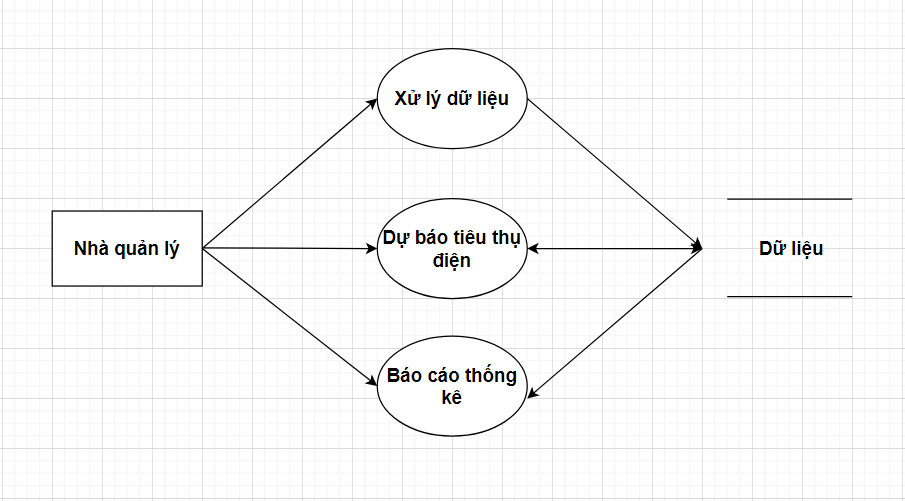 Xử lý dữ liệu
Nhà quản lý
Dự báo tiêu thụ
điện
Dữ liệu
Báo cáo thống
kê